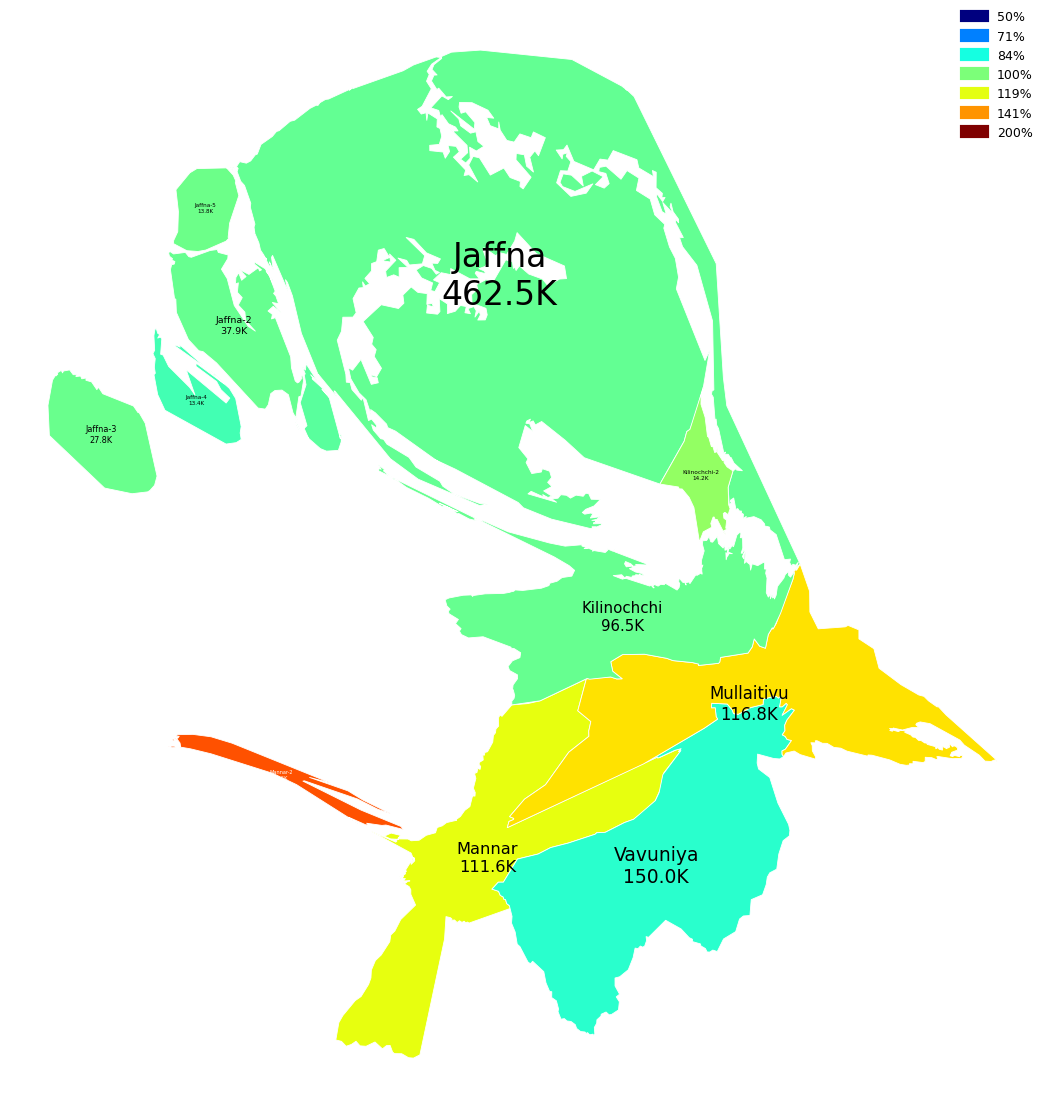 50%
71%
84%
100%
119%
141%
200%
Jaffna-5
13.8K
Jaffna
462.5K
Jaffna-2
37.9K
Jaffna-4
13.4K
Jaffna-3
27.8K
Kilinochchi-2
14.2K
Kilinochchi
96.5K
Mullaitivu
116.8K
Mannar-2
Mannar
111.6K
Vavuniya
150.0K